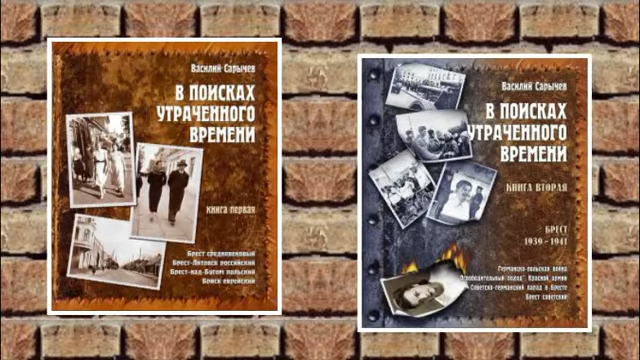 Василий Сарычев
В ПОИСКАХ
УТРАЧЕННОГО
ВРЕМЕНИ
КНИГА ПЕРВАЯ
Брест средневековый
Брест-Литовск российский
Брест-над-Бугом польский
Бриск еврейский
Василий Сарычев
В ПОИСКАХ
УТРАЧЕННОГО
ВРЕМЕНИ
КНИГА ВТОРАЯ
БРЕСТ
1939–1941
Германско-польская война
"Освободительный поход" Красной армии
Советско-германский парад в Бресте
Брест советский